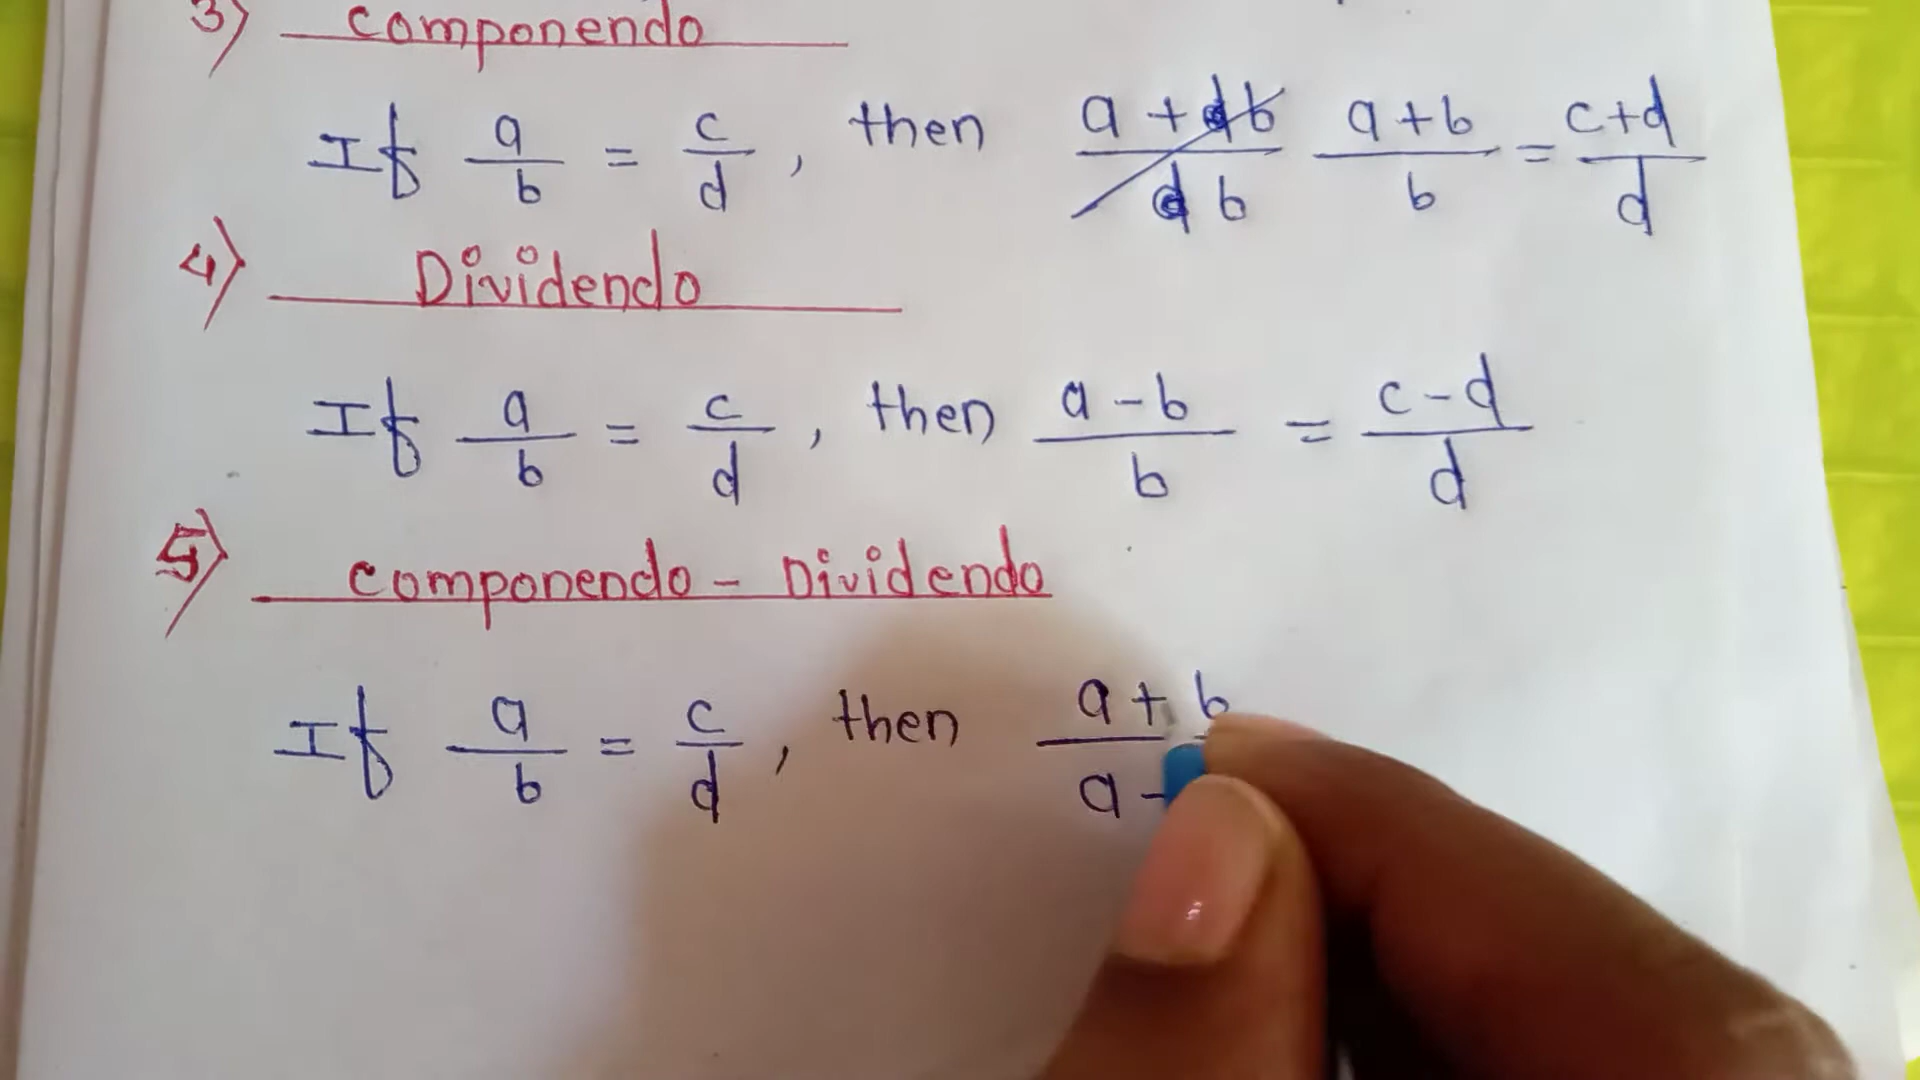 3) Componendo
If a/b = c/d, then a + b/b a+b/b = c+d/d
4) Dividendo
If a/b = c/d, then a-b/b = c-d/d
5) Componendo - Dividendo
If a/b = c/d, then a+b/a-